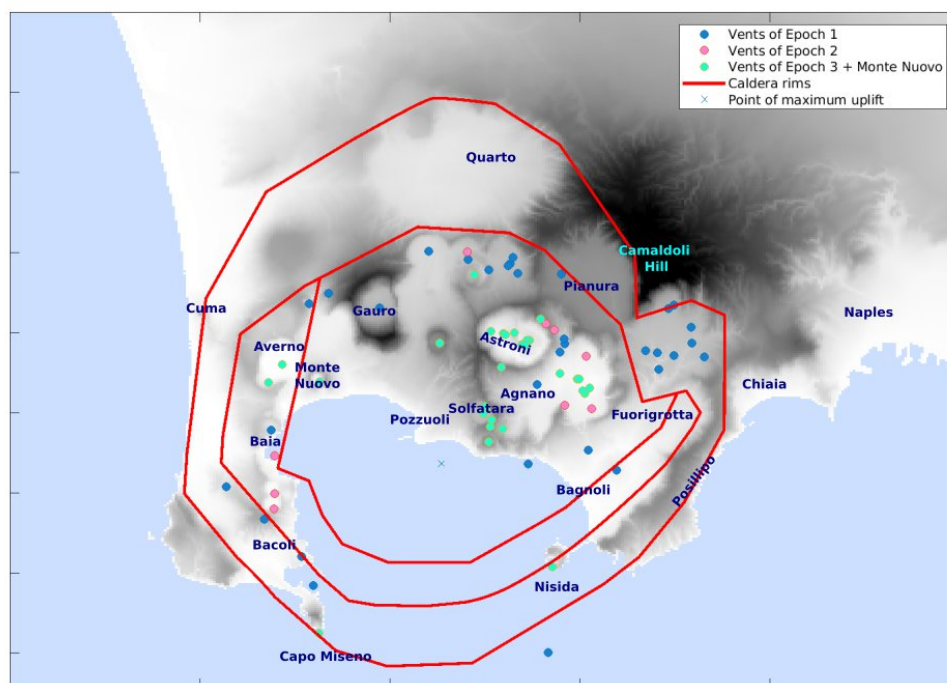 Vents of Epoch 1
Vents of Epoch 2
Vents of Epoch 3 + Monte Nuovo
Caldera rims
Point of maximum uplift
Quarto
Camaldoli
Hill
Pianura
Cuma
Gauro
Naples
Averno
Astroni
Monte
Nuovo
Agnano
Chiaia
Solfatara
Pozzuoli
Fuorigrotta
Baia
Posillipo
Bagnoli
Bacoli
Nisida
Capo Miseno